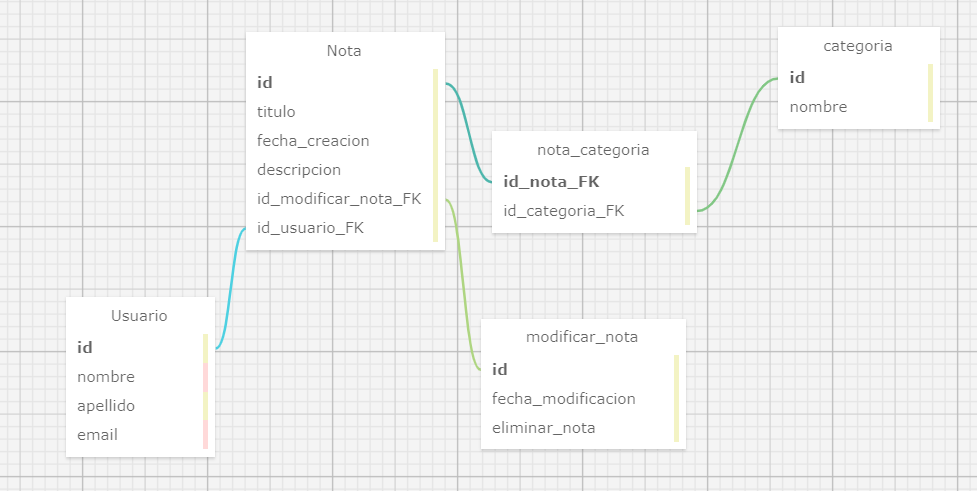 Nota
id
titulo
fecha_creacion
descripcion
id_modificar_nota_FK
id_usuario_FK
categoria
id
nombre
nota_categoria
id_nota_FK
id_categoria_FK
Usuario
id
nombre
apellido
email
modificar_nota
id
fecha_modificacion
eliminar_nota